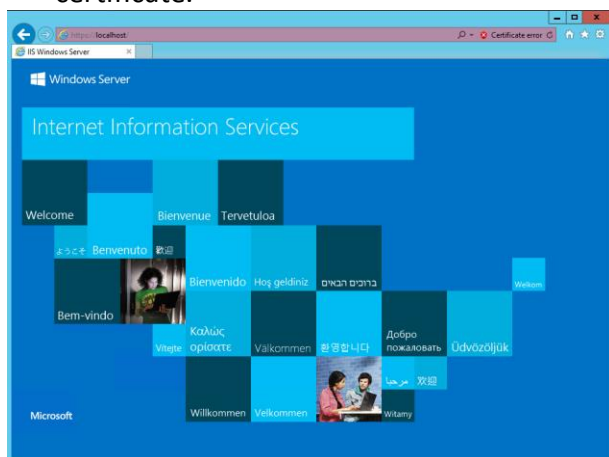 certificate.
https://localhost/
Certificate error
IIS Windows Server
Windows Server
Internet Information Services
Welcome
Bienvenue
Tervetuloa
ようこそ
Benvenuto
歡迎
Bienvenido
Hoş geldiniz
ברוכים הבאים
Welkom
Bem-vindo
Vítejte
Καλώς
ορίσατε
Välkommen
환영합니다
Добро
пожаловать
Üdvözöljük
مرحبا
欢迎
Microsoft
Willkommen
Velkommen
Witamy